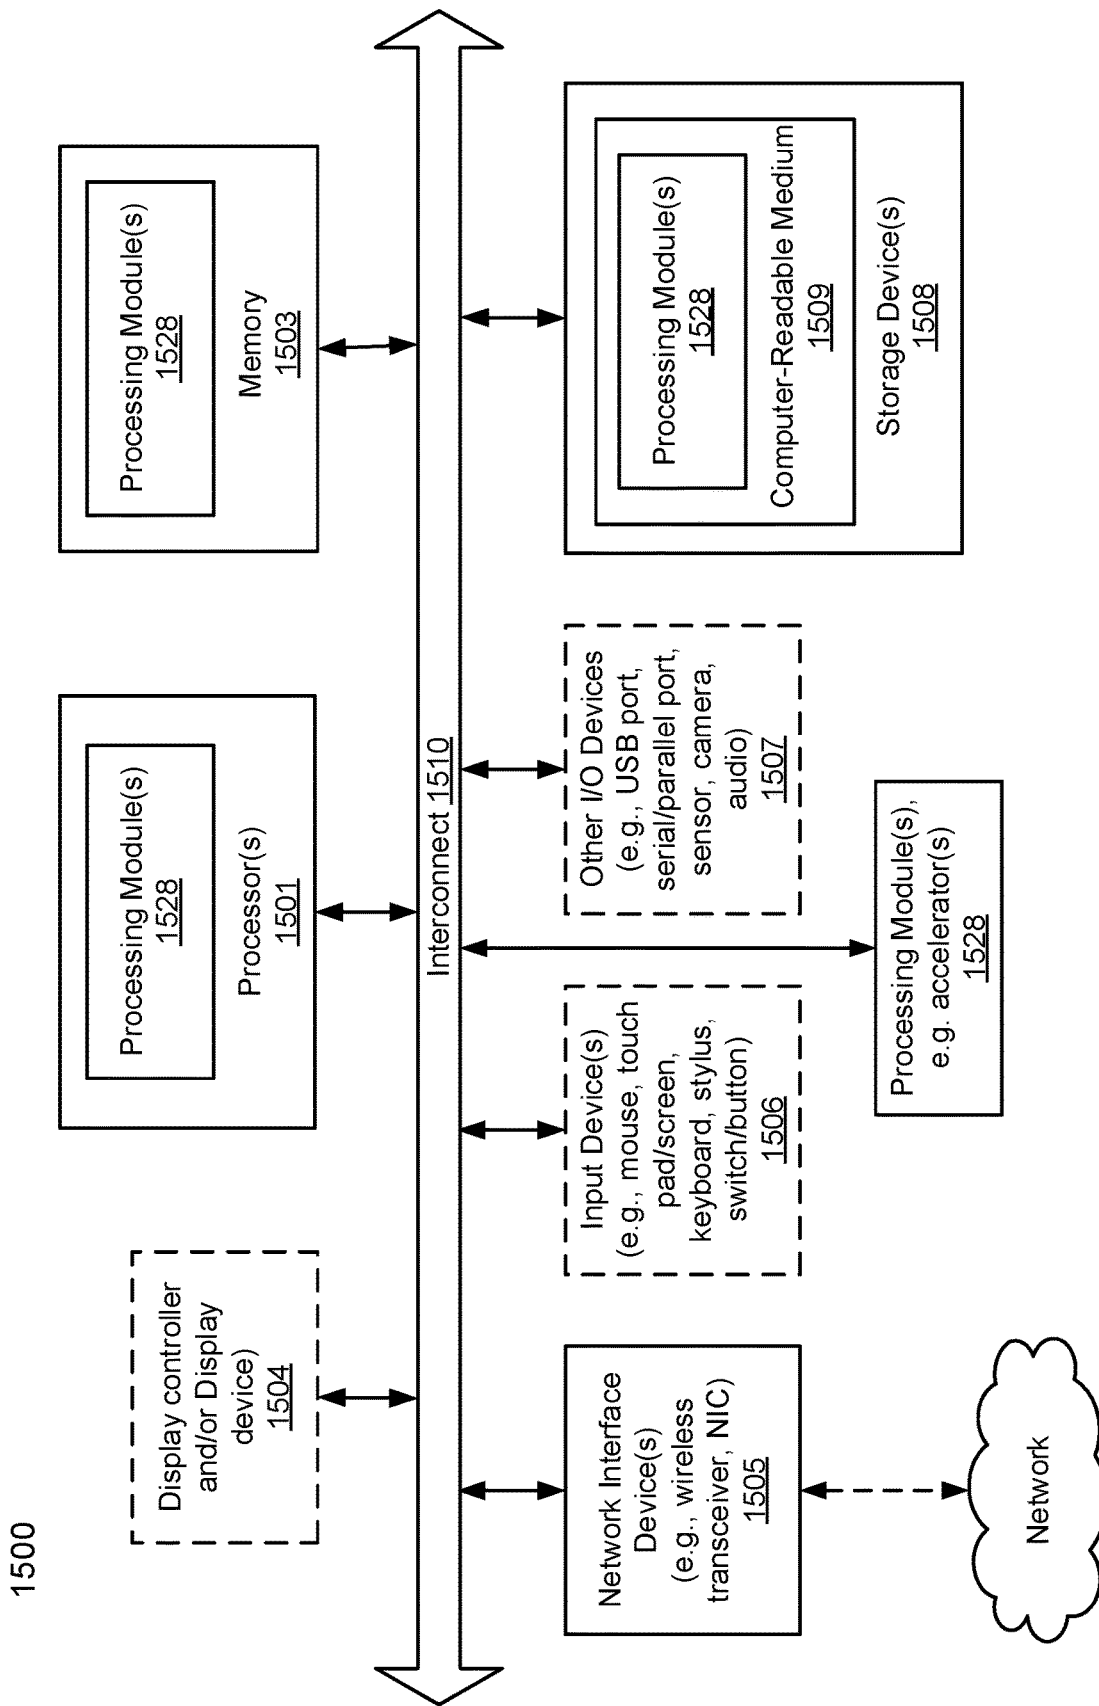 1500
Display controller
and/or Display
device)
1504
Processing Module(s)
1528
Processor(s)
1501
Processing Module(s)
1528
Memory
1503
Interconnect 1510
Network Interface
Device(s)
(e.g., wireless
transceiver, NIC)
1505
Input Device(s)
(e.g., mouse, touch
pad/screen,
keyboard, stylus,
switch/button)
1506
Other I/O Devices
(e.g., USB port,
serial/parallel port,
sensor, camera,
audio)
1507
Processing Module(s)
1528
Computer-Readable Medium
1509
Storage Device(s)
1508
Network
Processing Module(s),
e.g. accelerator(s)
1528